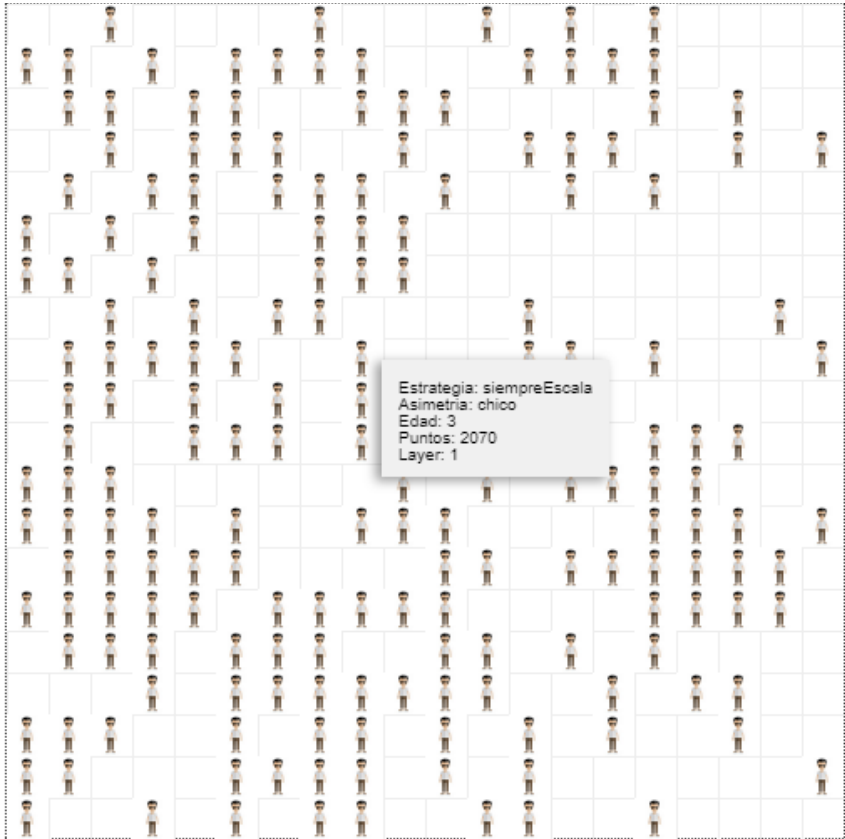 Estrategia: siempreEscala
Asimetria: chico
Edad: 3
Puntos: 2070
Layer: 1